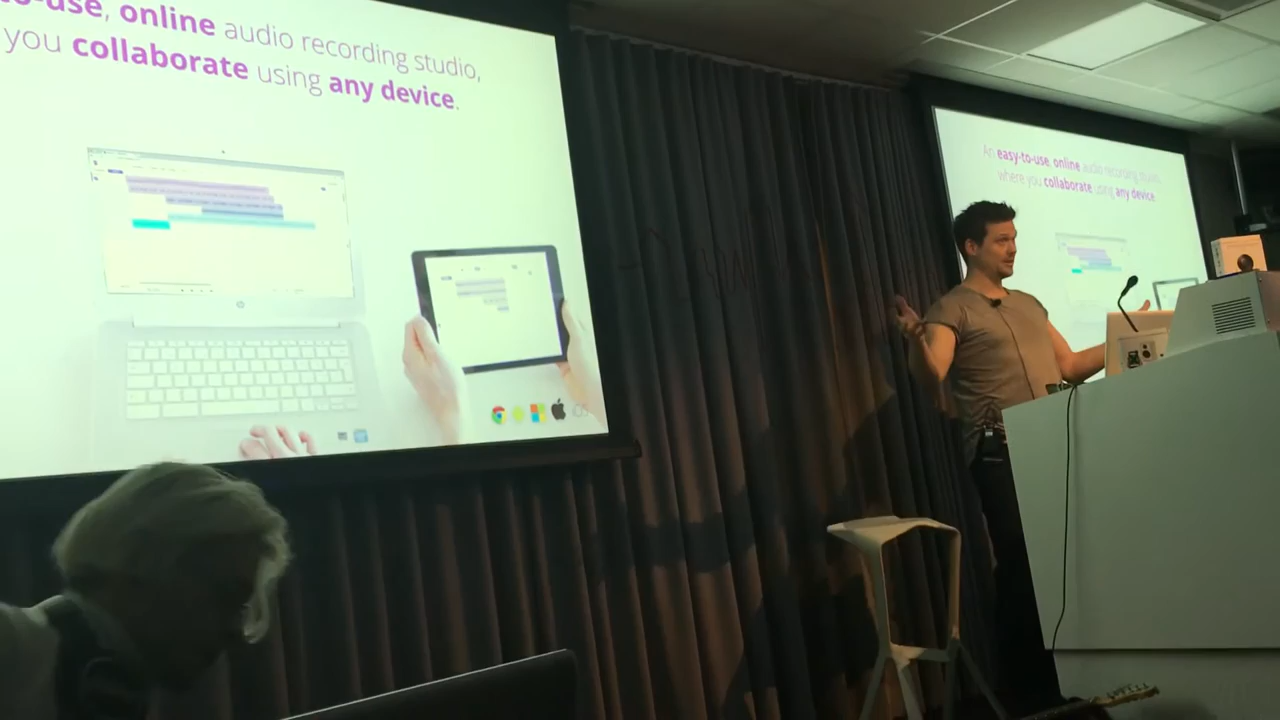 to-use, online audio recording studio,
you collaborate using any device.
An easy-to-use, online audio recording studio,
where you collaborate using any device.